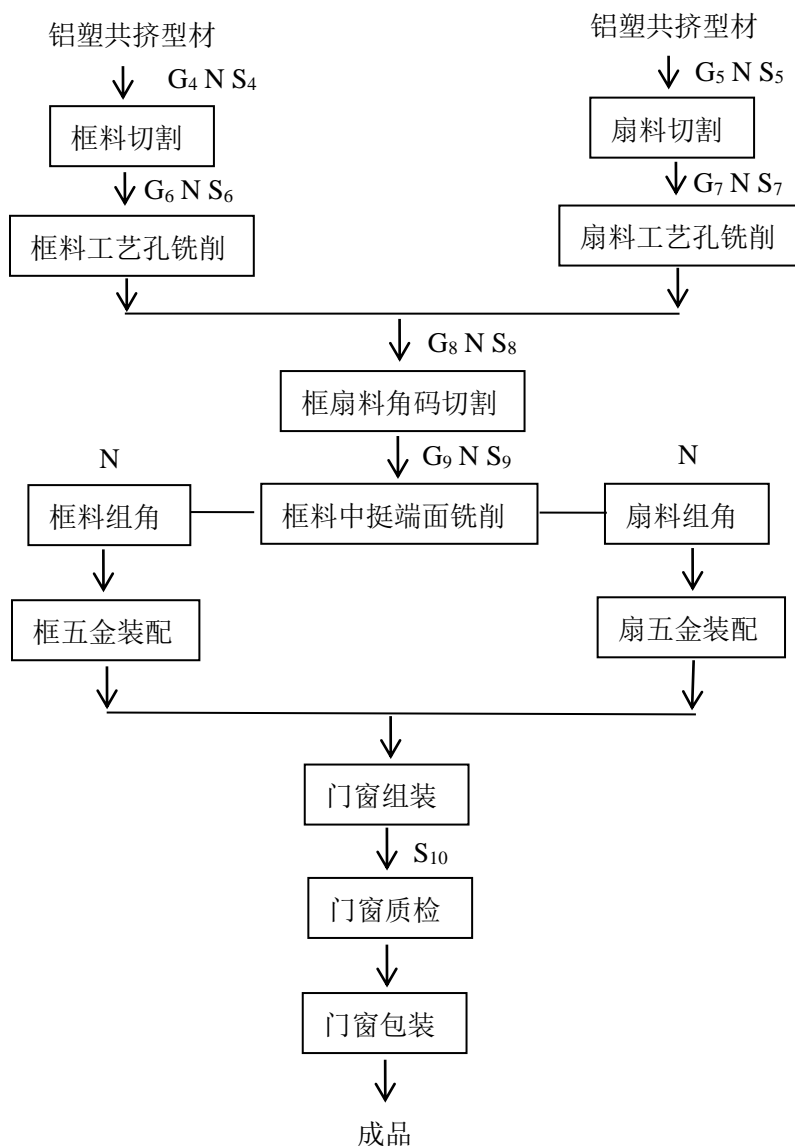 铝塑共挤型材 铝塑共挤型材
G₄ N S₄ G₅ N S₅
框料切割 扇料切割
G₆ N S₆ G₇ N S₇
框料工艺孔铣削 扇料工艺孔铣削
G₈ N S₈
框扇料角码切割
N G₉ N S₉ N
框料组角 框料中挺端面铣削 扇料组角
框五金装配 扇五金装配
门窗组装
S₁₀
门窗质检
门窗包装
成品